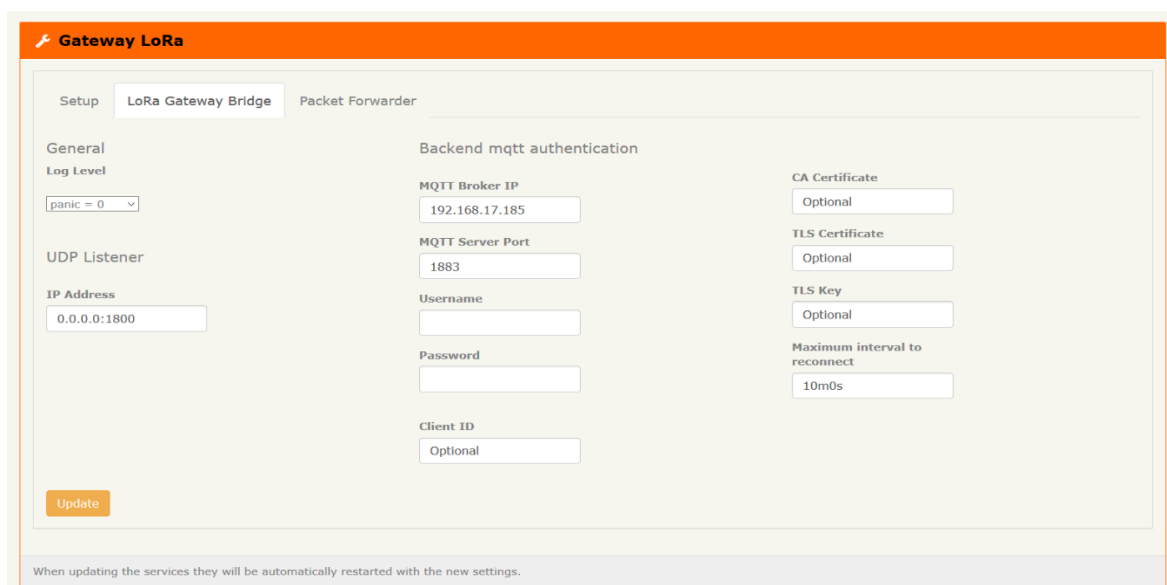 Gateway LoRa
Setup LoRa Gateway Bridge Packet Forwarder
General
Log Level
panic = 0
UDP Listener
IP Address
0.0.0.0:1800
Backend mqtt authentication
MQTT Broker IP
192.168.17.185
MQTT Server Port
1883
Username
Password
Client ID
Optional
CA Certificate
Optional
TLS Certificate
Optional
TLS Key
Optional
Maximum interval to
reconnect
10m0s
Update
When updating the services they will be automatically restarted with the new settings.